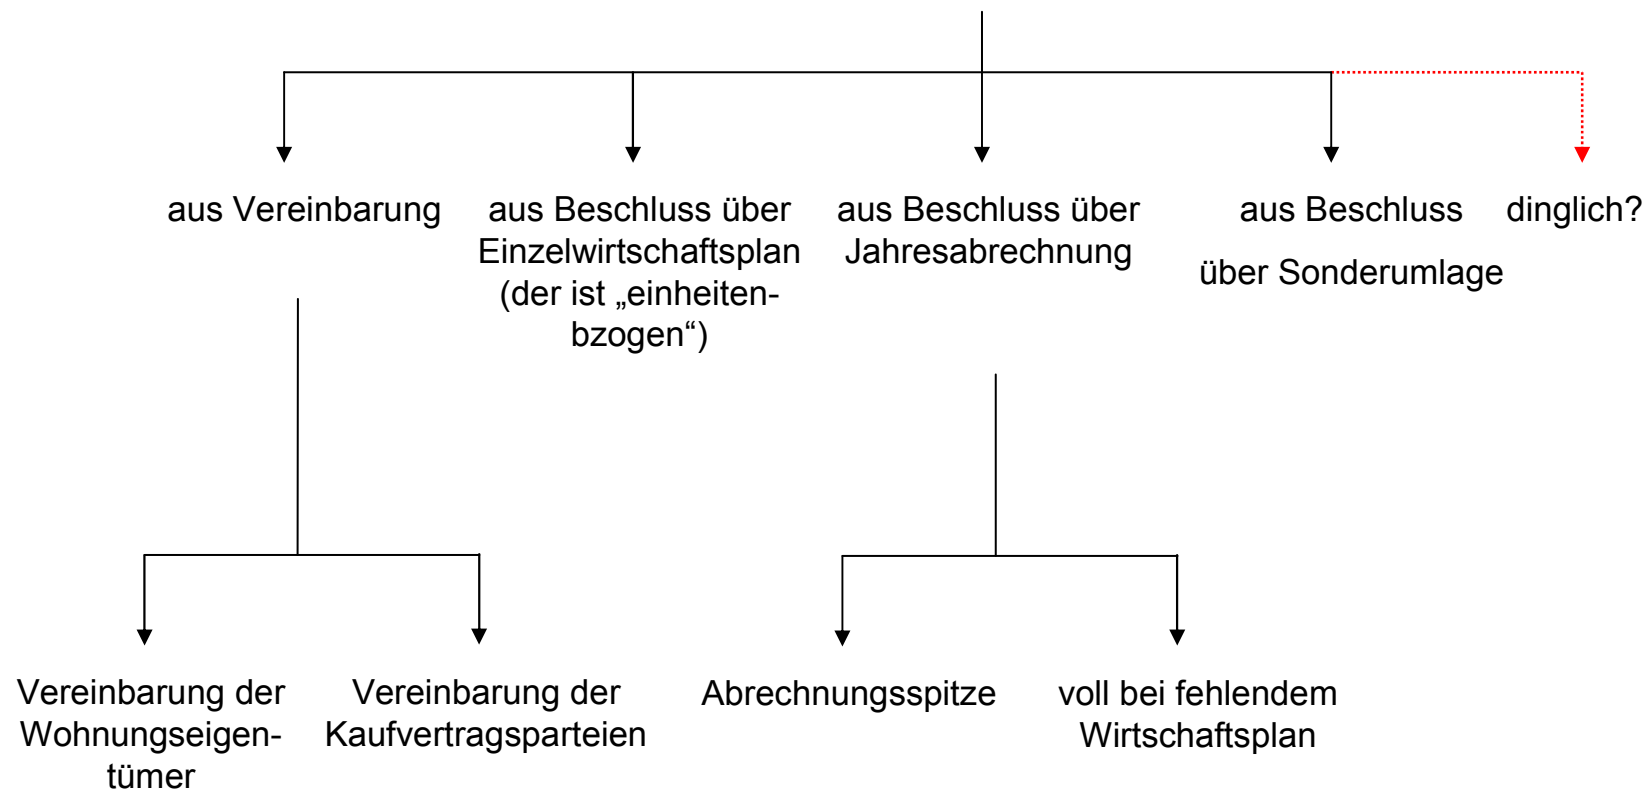 aus Vereinbarung
aus Beschluss über
Einzelwirtschaftsplan
(der ist „einheiten-
bzogen“)
aus Beschluss über
Jahresabrechnung
aus Beschluss
über Sonderumlage
dinglich?
Vereinbarung der
Wohnungseigen-
tümer
Vereinbarung der
Kaufvertragsparteien
Abrechnungsspitze
voll bei fehlendem
Wirtschaftsplan